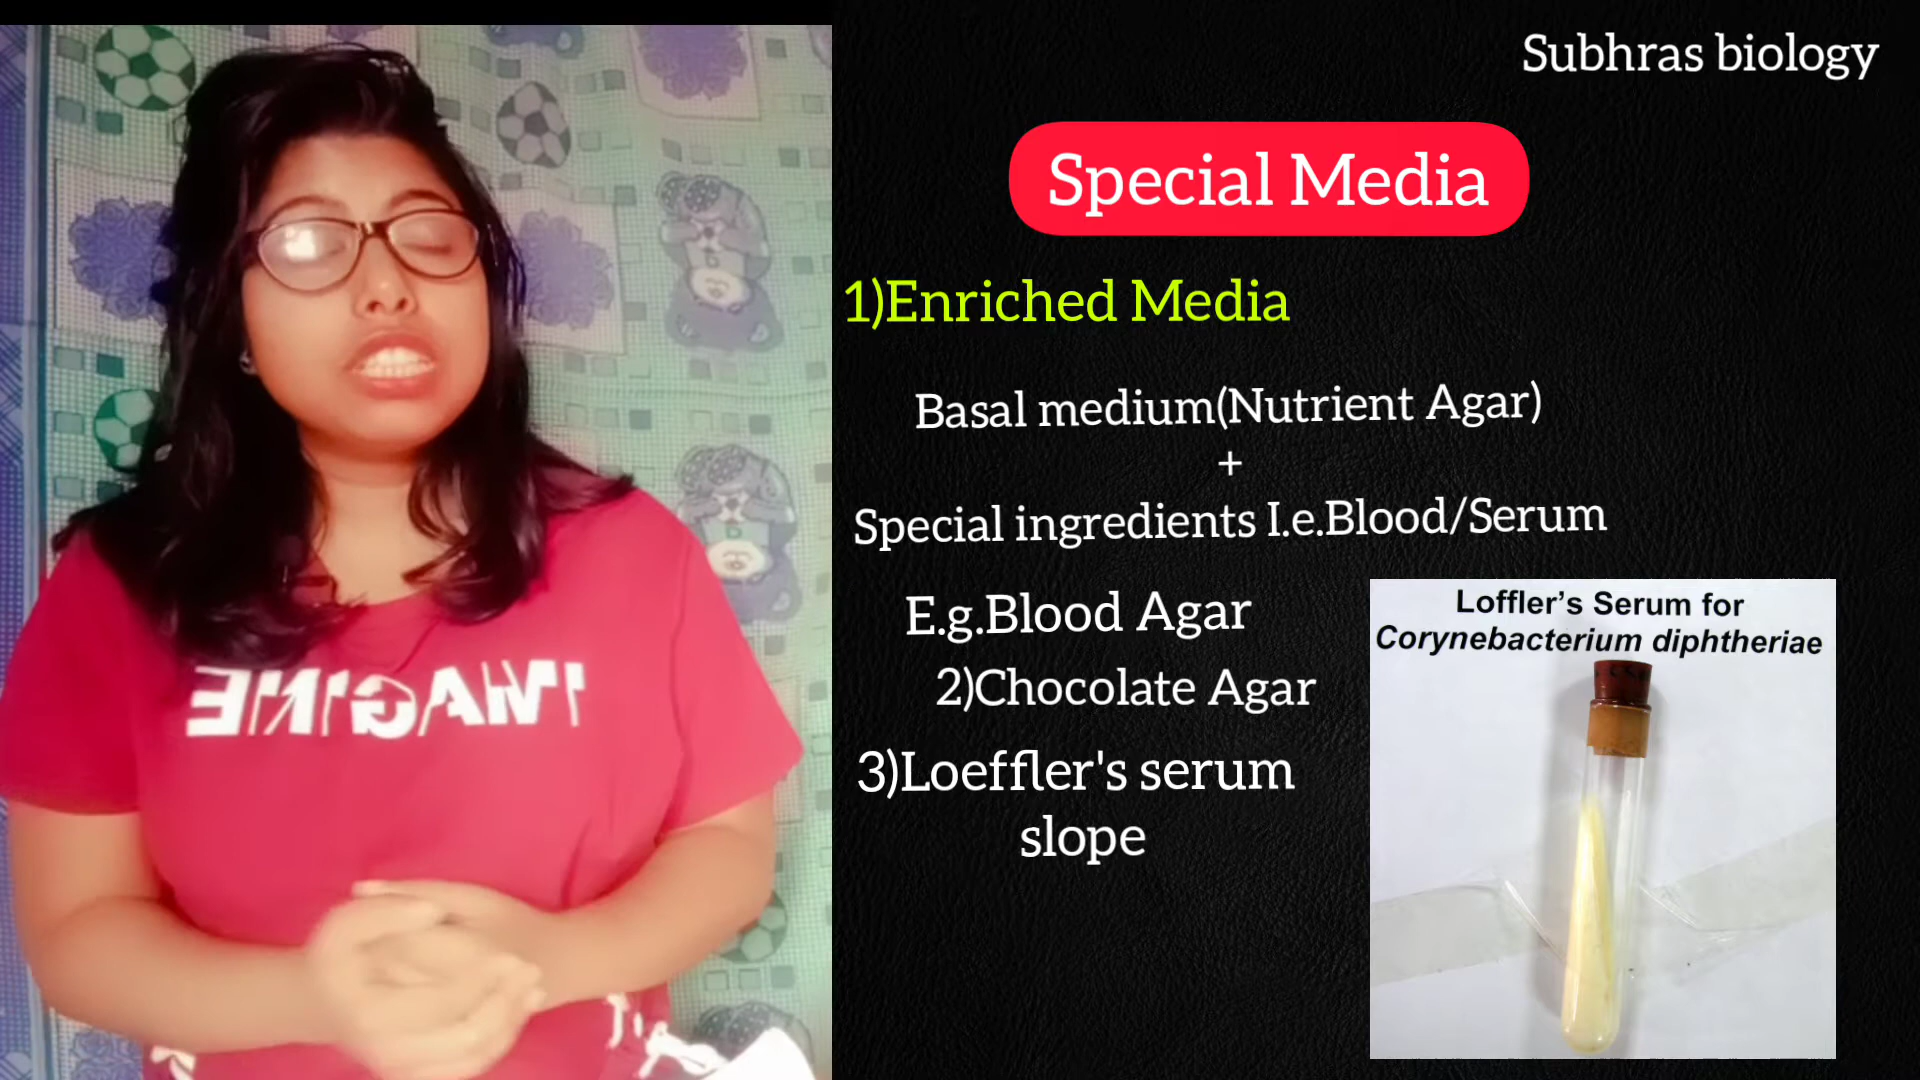 Subhras biology
Special Media
1)Enriched Media
Basal medium(Nutrient Agar)
+
Special ingredients I.e.Blood/Serum
E.g.Blood Agar
2)Chocolate Agar
3)Loeffler's serum
slope
Loffler's Serum for
Corynebacterium diphtheriae
IMAGINE